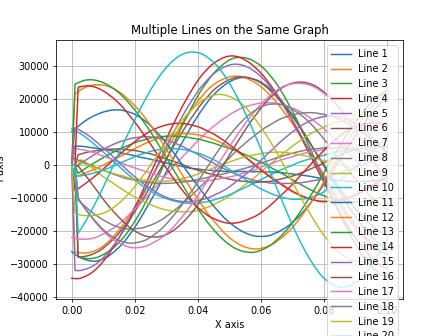 Multiple Lines on the Same Graph
30000
20000
10000
0
−10000
−20000
−30000
−40000
0.00
0.02
0.04
0.06
X axis
Line 1
Line 2
Line 3
Line 4
Line 5
Line 6
Line 7
Line 8
Line 9
Line 10
Line 11
Line 12
Line 13
Line 14
Line 15
Line 16
Line 17
Line 18
Line 19
Line 20